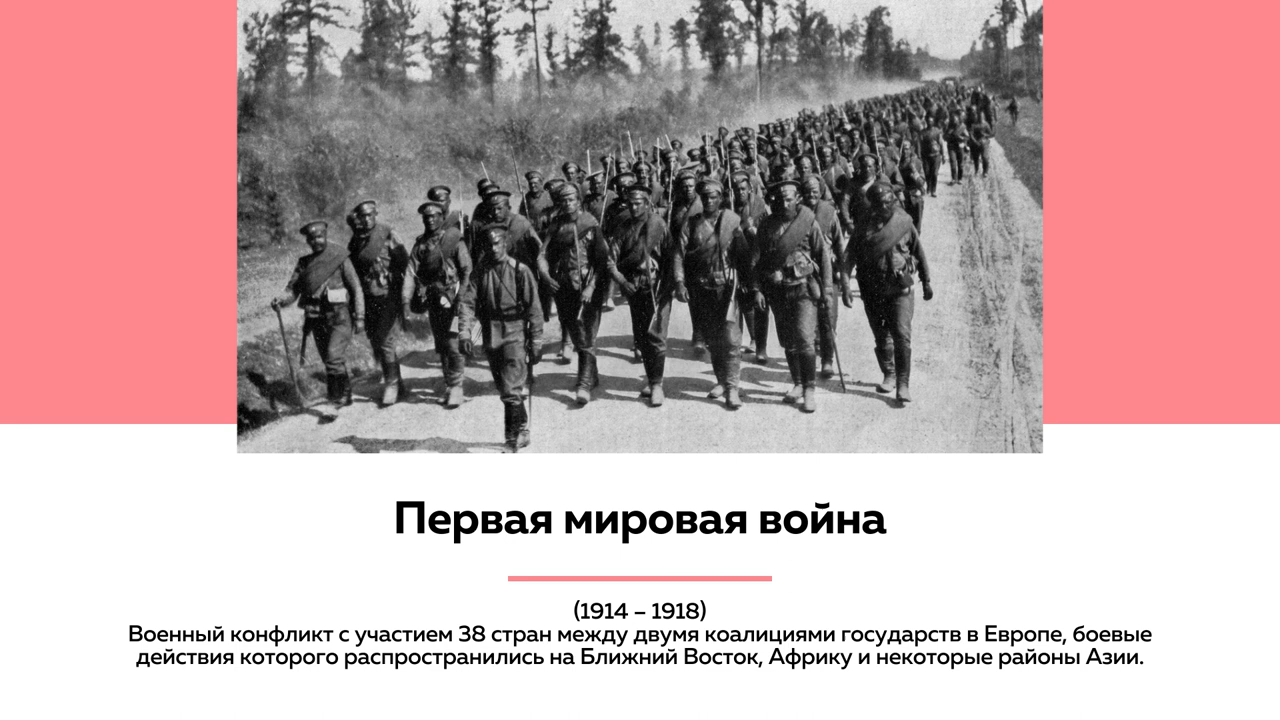 Первая мировая война
(1914 – 1918)
Военный конфликт с участием 38 стран между двумя коалициями государств в Европе, боевые
действия которого распространились на Ближний Восток, Африку и некоторые районы Азии.